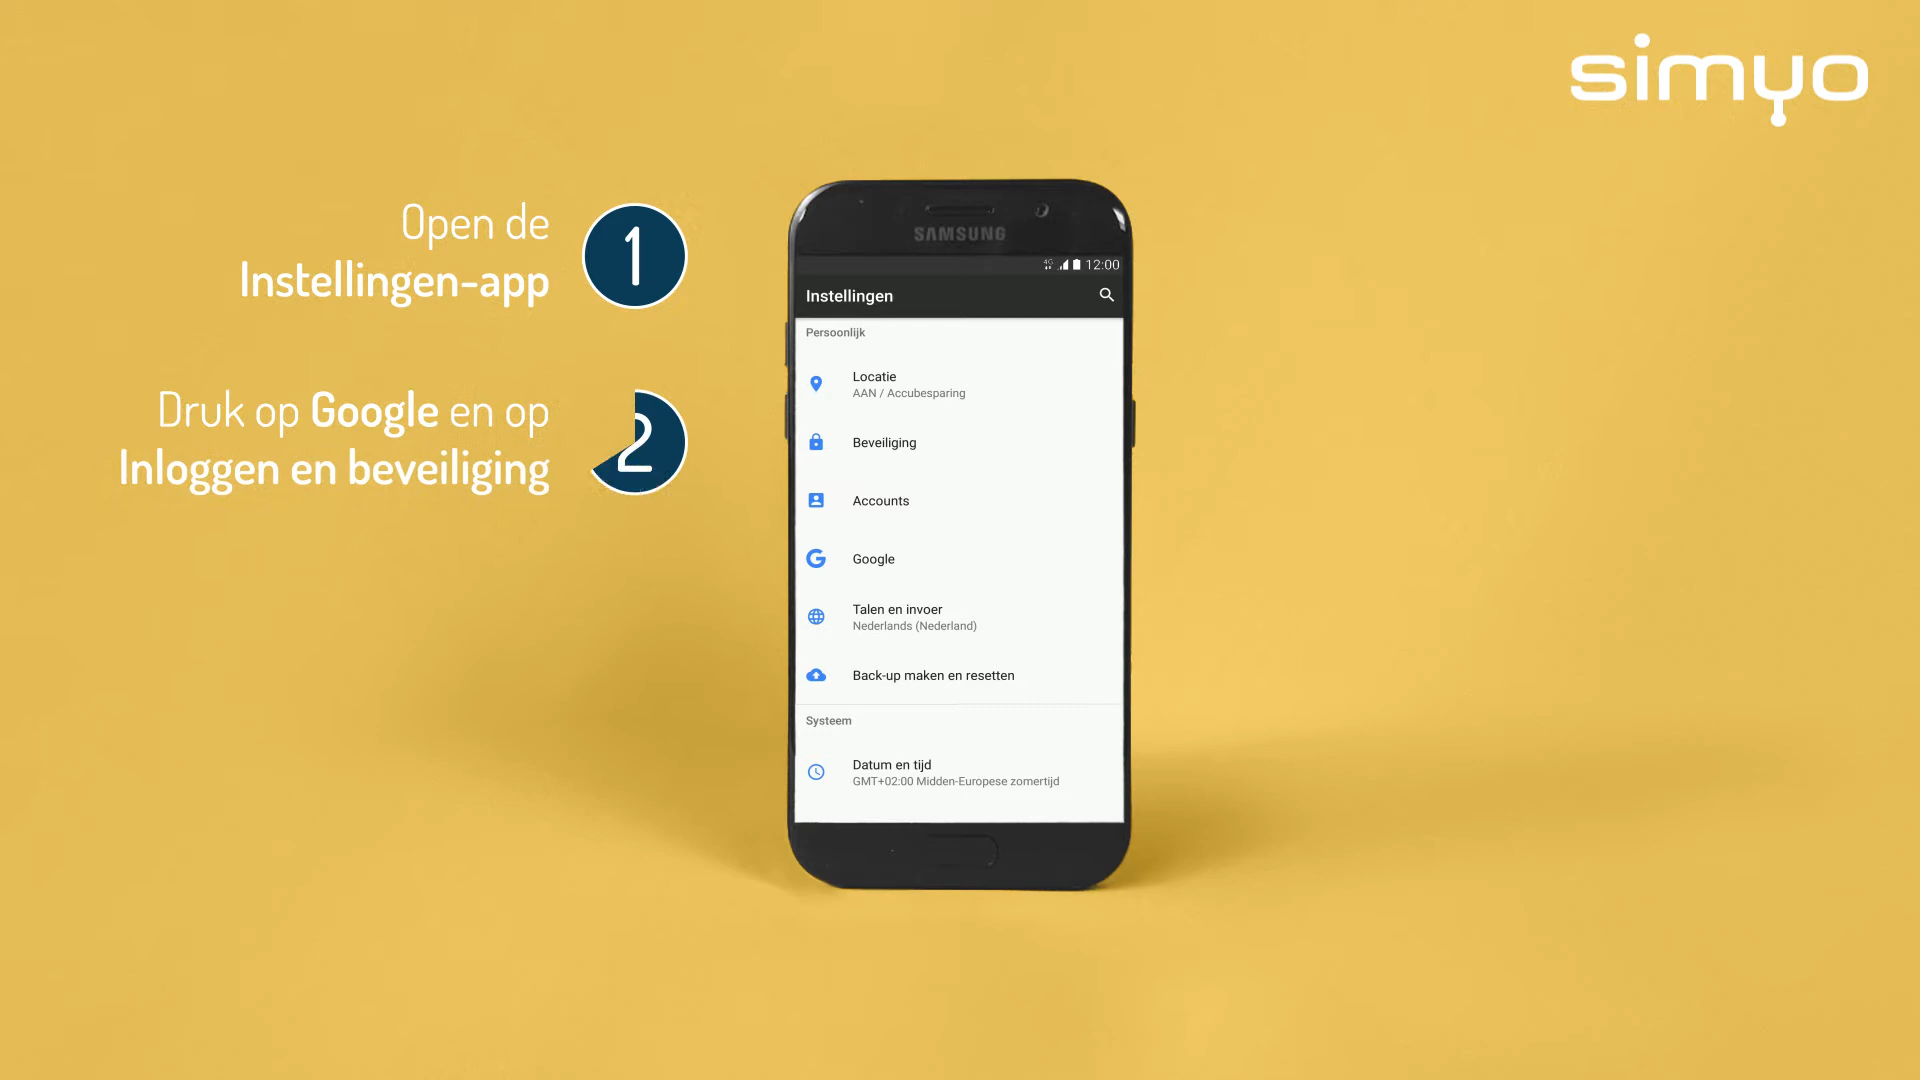 simyo
Open de
Instellingen-app
1
Druk op Google en op
Inloggen en beveiliging
2
SAMSUNG
4G 12:00
Instellingen
Persoonlijk
Locatie
AAN / Accubesparing
Beveiliging
Accounts
G Google
Talen en invoer
Nederlands (Nederland)
Back-up maken en resetten
Systeem
Datum en tijd
GMT+02:00 Midden-Europese zomertijd